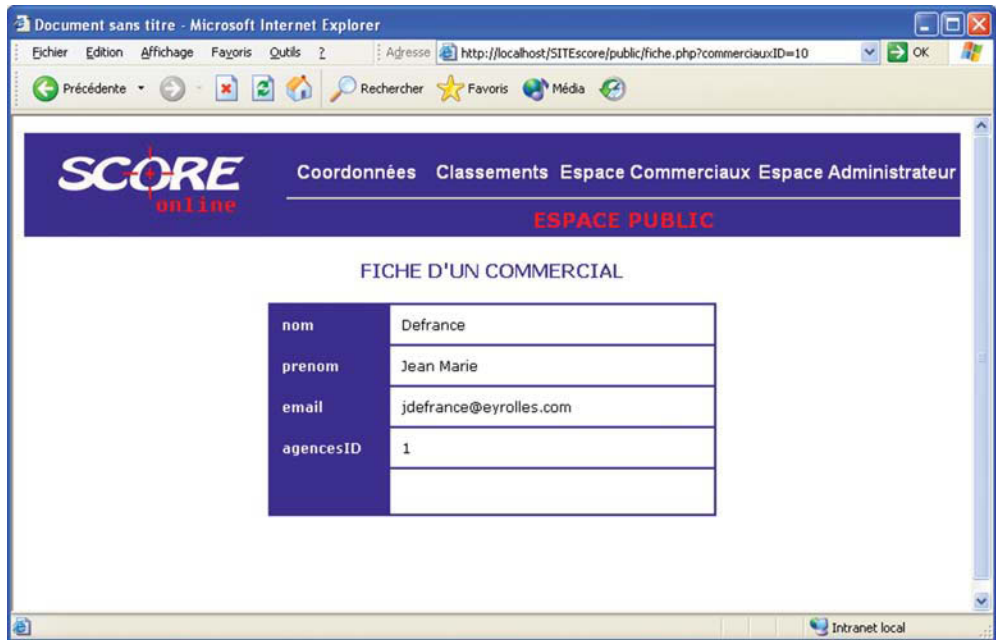 Document sans titre - Microsoft Internet Explorer
Fichier Edition Affichage Favoris Outils ? Adresse http://localhost/SITEscore/public/fiche.php?commerciauxID=10 OK
Précédente Rechercher Favoris Média
SCORE
online
Coordonnées Classements Espace Commerciaux Espace Administrateur
ESPACE PUBLIC
FICHE D'UN COMMERCIAL
nom Defrance
prenom Jean Marie
email jdefrance@eyrolles.com
agencesID 1
Intranet local